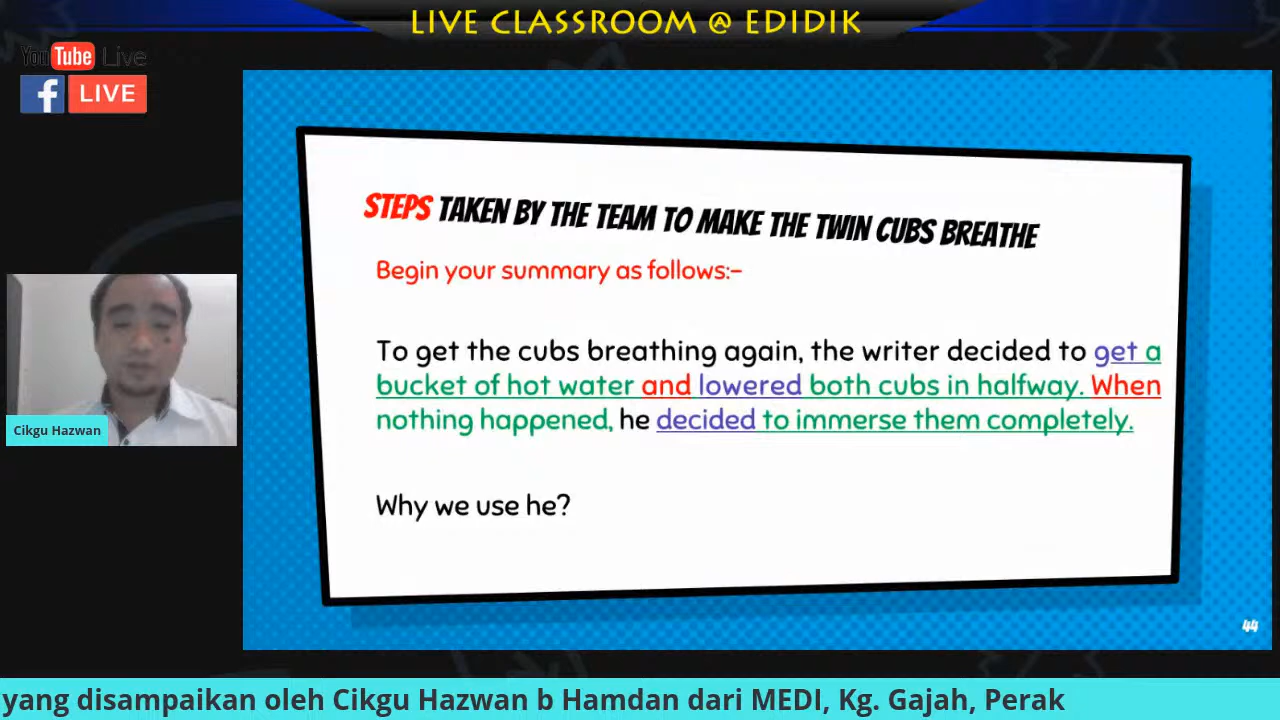 LIVE CLASSROOM @ EDIDIK
YouTube Live
f LIVE
STEPS TAKEN BY THE TEAM TO MAKE THE TWIN CUBS BREATHE
Begin your summary as follows:-
To get the cubs breathing again, the writer decided to get a
bucket of hot water and lowered both cubs in halfway. When
nothing happened, he decided to immerse them completely.
Why we use he?
Cikgu Hazwan
44
yang disampaikan oleh Cikgu Hazwan b Hamdan dari MEDI, Kg. Gajah, Perak